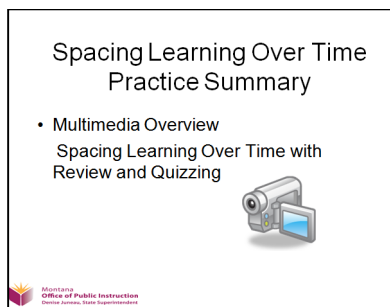 Spacing Learning Over Time
Practice Summary
• Multimedia Overview
Spacing Learning Over Time with
Review and Quizzing
Montana
Office of Public Instruction
Denise Juneau, State Superintendent